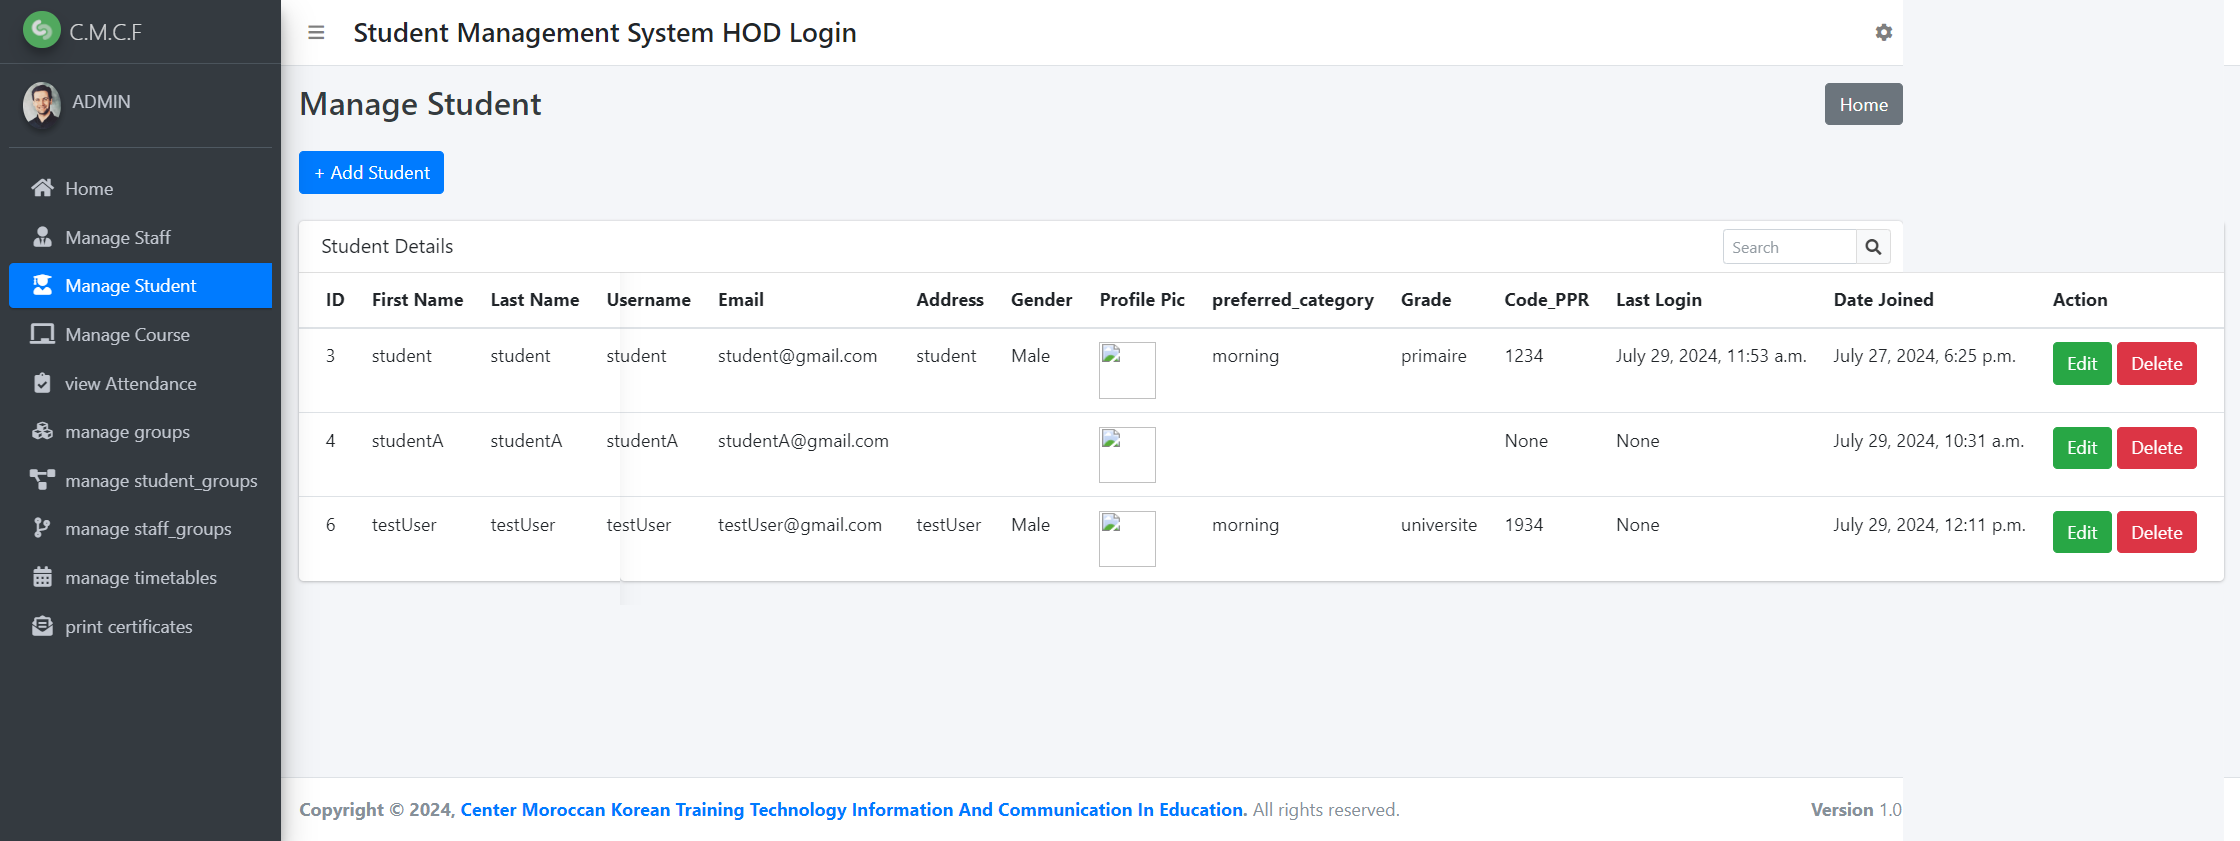 C.M.C.F
Student Management System HOD Login
ADMIN
Manage Student
Home
+ Add Student
Home
Manage Staff
Manage Student
Manage Course
view Attendance
manage groups
manage student_groups
manage staff_groups
manage timetables
print certificates
Student Details
Search
ID First Name Last Name Username Email Address Gender Profile Pic preferred_category Grade Code_PPR Last Login Date Joined Action
3 student student student student@gmail.com student Male morning primaire 1234 July 29, 2024, 11:53 a.m. July 27, 2024, 6:25 p.m. Edit Delete
4 studentA studentA studentA studentA@gmail.com None None July 29, 2024, 10:31 a.m. Edit Delete
6 testUser testUser testUser testUser@gmail.com testUser Male morning universite 1934 None July 29, 2024, 12:11 p.m. Edit Delete
Copyright © 2024, Center Moroccan Korean Training Technology Information And Communication In Education. All rights reserved.
Version 1.0